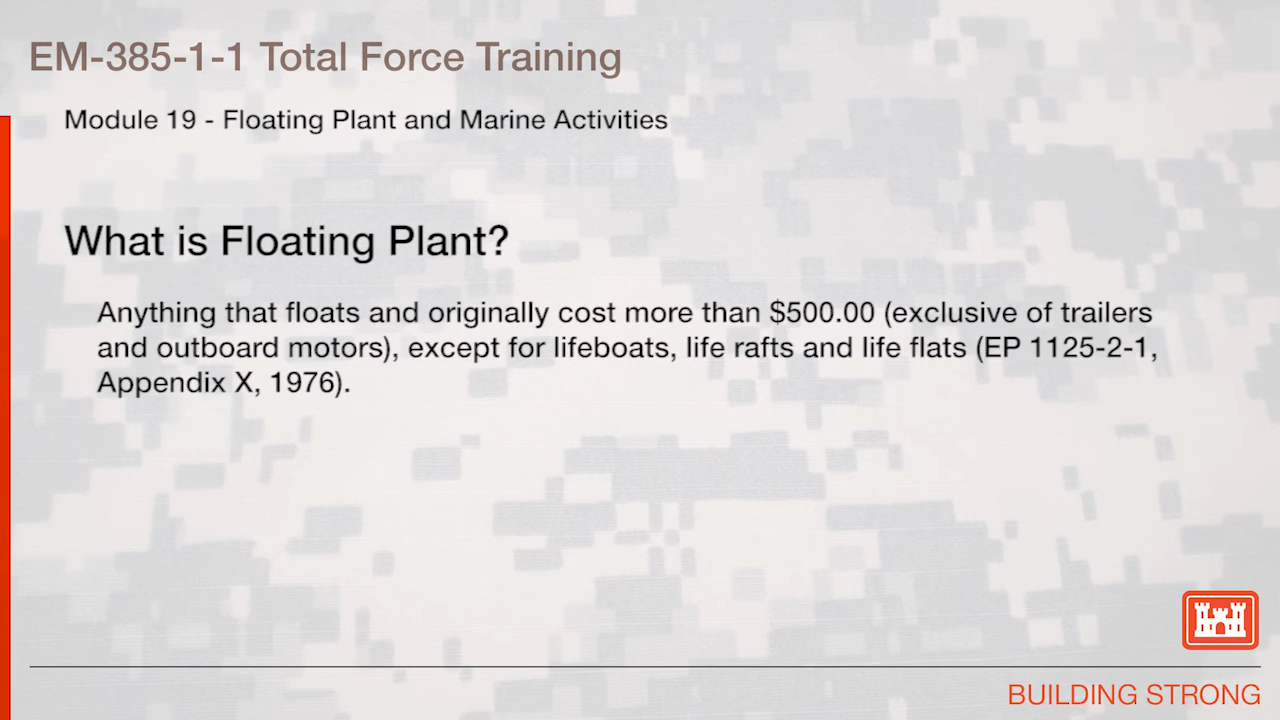 EM-385-1-1 Total Force Training
Module 19 - Floating Plant and Marine Activities
What is Floating Plant?
Anything that floats and originally cost more than $500.00 (exclusive of trailers
and outboard motors), except for lifeboats, life rafts and life flats (EP 1125-2-1,
Appendix X, 1976).
BUILDING STRONG